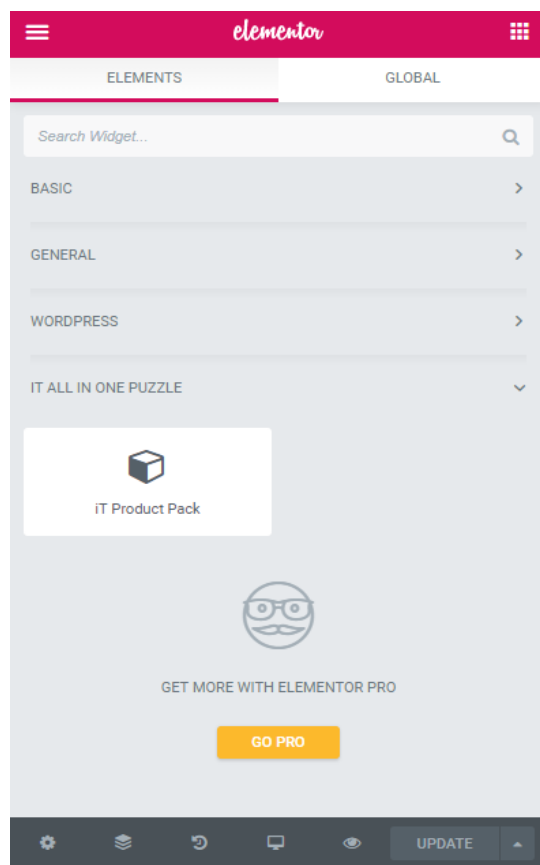 elementor
ELEMENTS
GLOBAL
Search Widget...
BASIC
GENERAL
WORDPRESS
IT ALL IN ONE PUZZLE
iT Product Pack
GET MORE WITH ELEMENTOR PRO
GO PRO
UPDATE